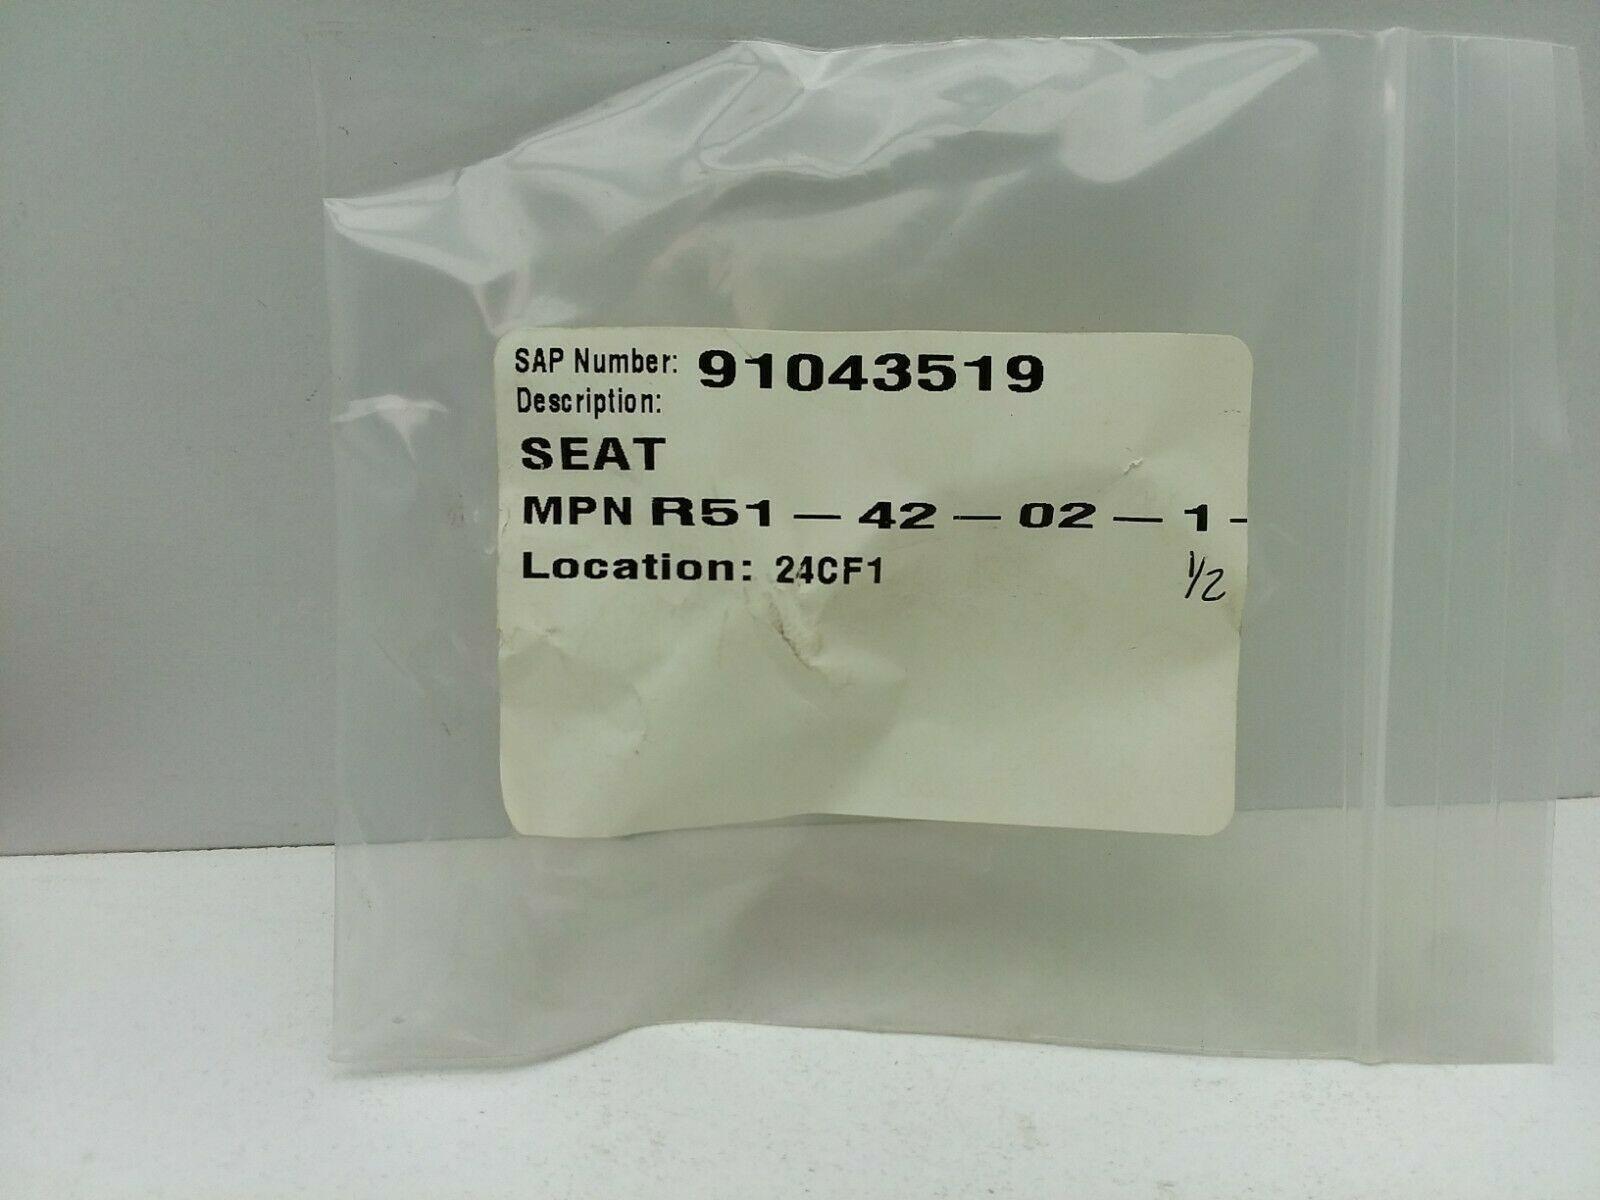 SAP Number: 91043519
Description:
SEAT
MPN R51-42-02-1-
Location: 24CF1
1/2